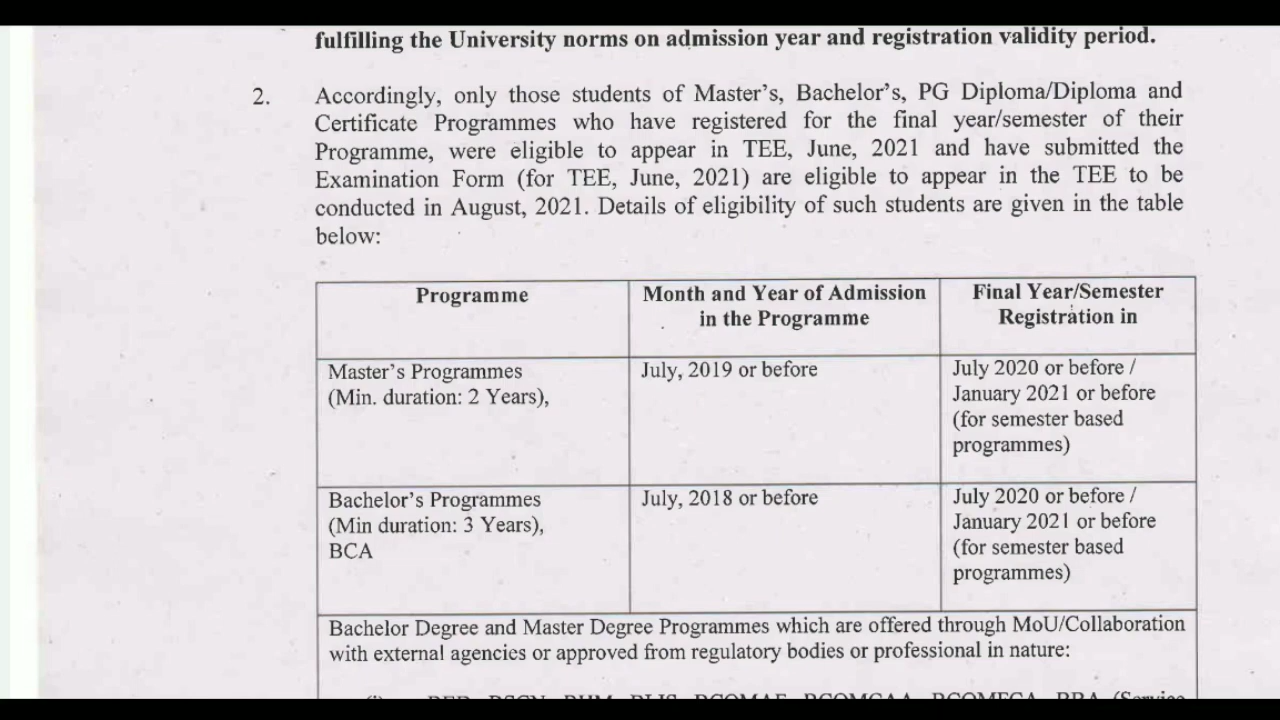 fulfilling the University norms on admission year and registration validity period.
2. Accordingly, only those students of Master's, Bachelor's, PG Diploma/Diploma and
Certificate Programmes who have registered for the final year/semester of their
Programme, were eligible to appear in TEE, June, 2021 and have submitted the
Examination Form (for TEE, June, 2021) are eligible to appear in the TEE to be
conducted in August, 2021. Details of eligibility of such students are given in the table
below:
Programme
Month and Year of Admission
in the Programme
Final Year/Semester
Registration in
Master's Programmes
(Min. duration: 2 Years),
July, 2019 or before
July 2020 or before /
January 2021 or before
(for semester based
programmes)
Bachelor's Programmes
(Min duration: 3 Years),
BCA
July, 2018 or before
July 2020 or before /
January 2021 or before
(for semester based
programmes)
Bachelor Degree and Master Degree Programmes which are offered through MoU/Collaboration
with external agencies or approved from regulatory bodies or professional in nature: